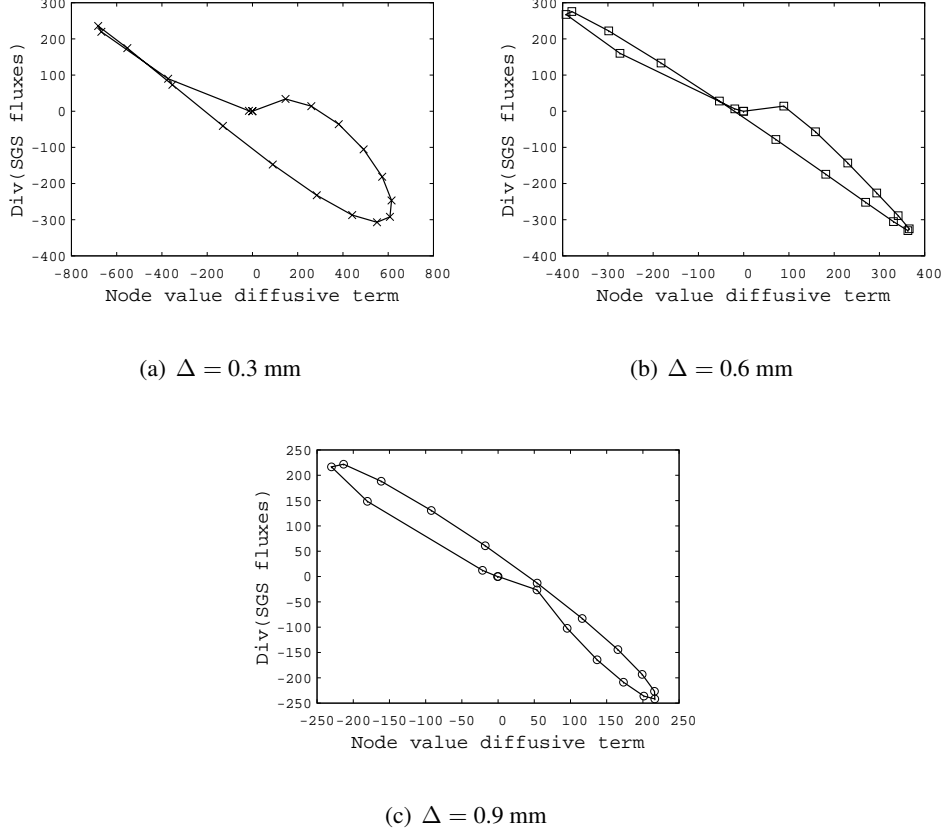 300
200
100
0
-100
-200
-300
-400
-800 -600 -400 -200 0 200 400 600 800
Div(SGS fluxes)
Node value diffusive term
(a) Δ = 0.3 mm
300
200
100
0
-100
-200
-300
-400
-400 -300 -200 -100 0 100 200 300 400
Div(SGS fluxes)
Node value diffusive term
(b) Δ = 0.6 mm
250
200
150
100
50
0
-50
-100
-150
-200
-250
-250 -200 -150 -100 -50 0 50 100 150 200 250
Div(SGS fluxes)
Node value diffusive term
(c) Δ = 0.9 mm